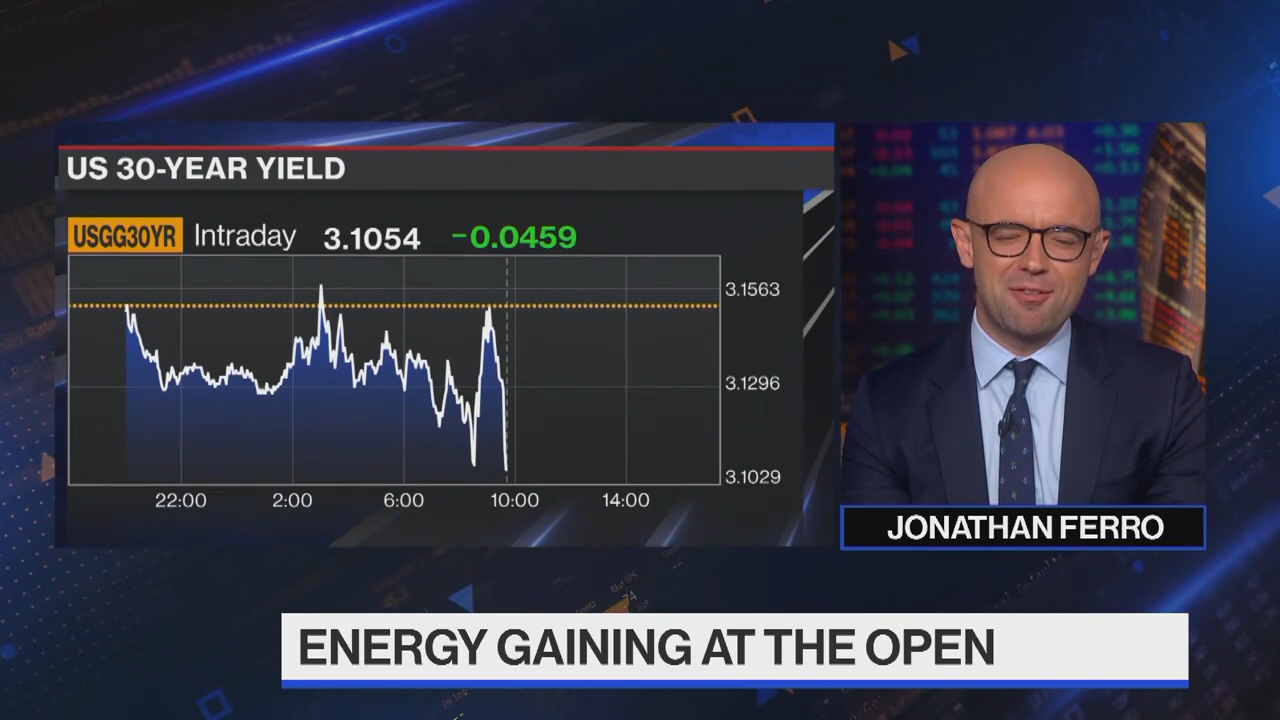 US 30-YEAR YIELD
USGG30YR Intraday 3.1054 -0.0459
3.1563
3.1296
3.1029
22:00 2:00 6:00 10:00 14:00
JONATHAN FERRO
ENERGY GAINING AT THE OPEN